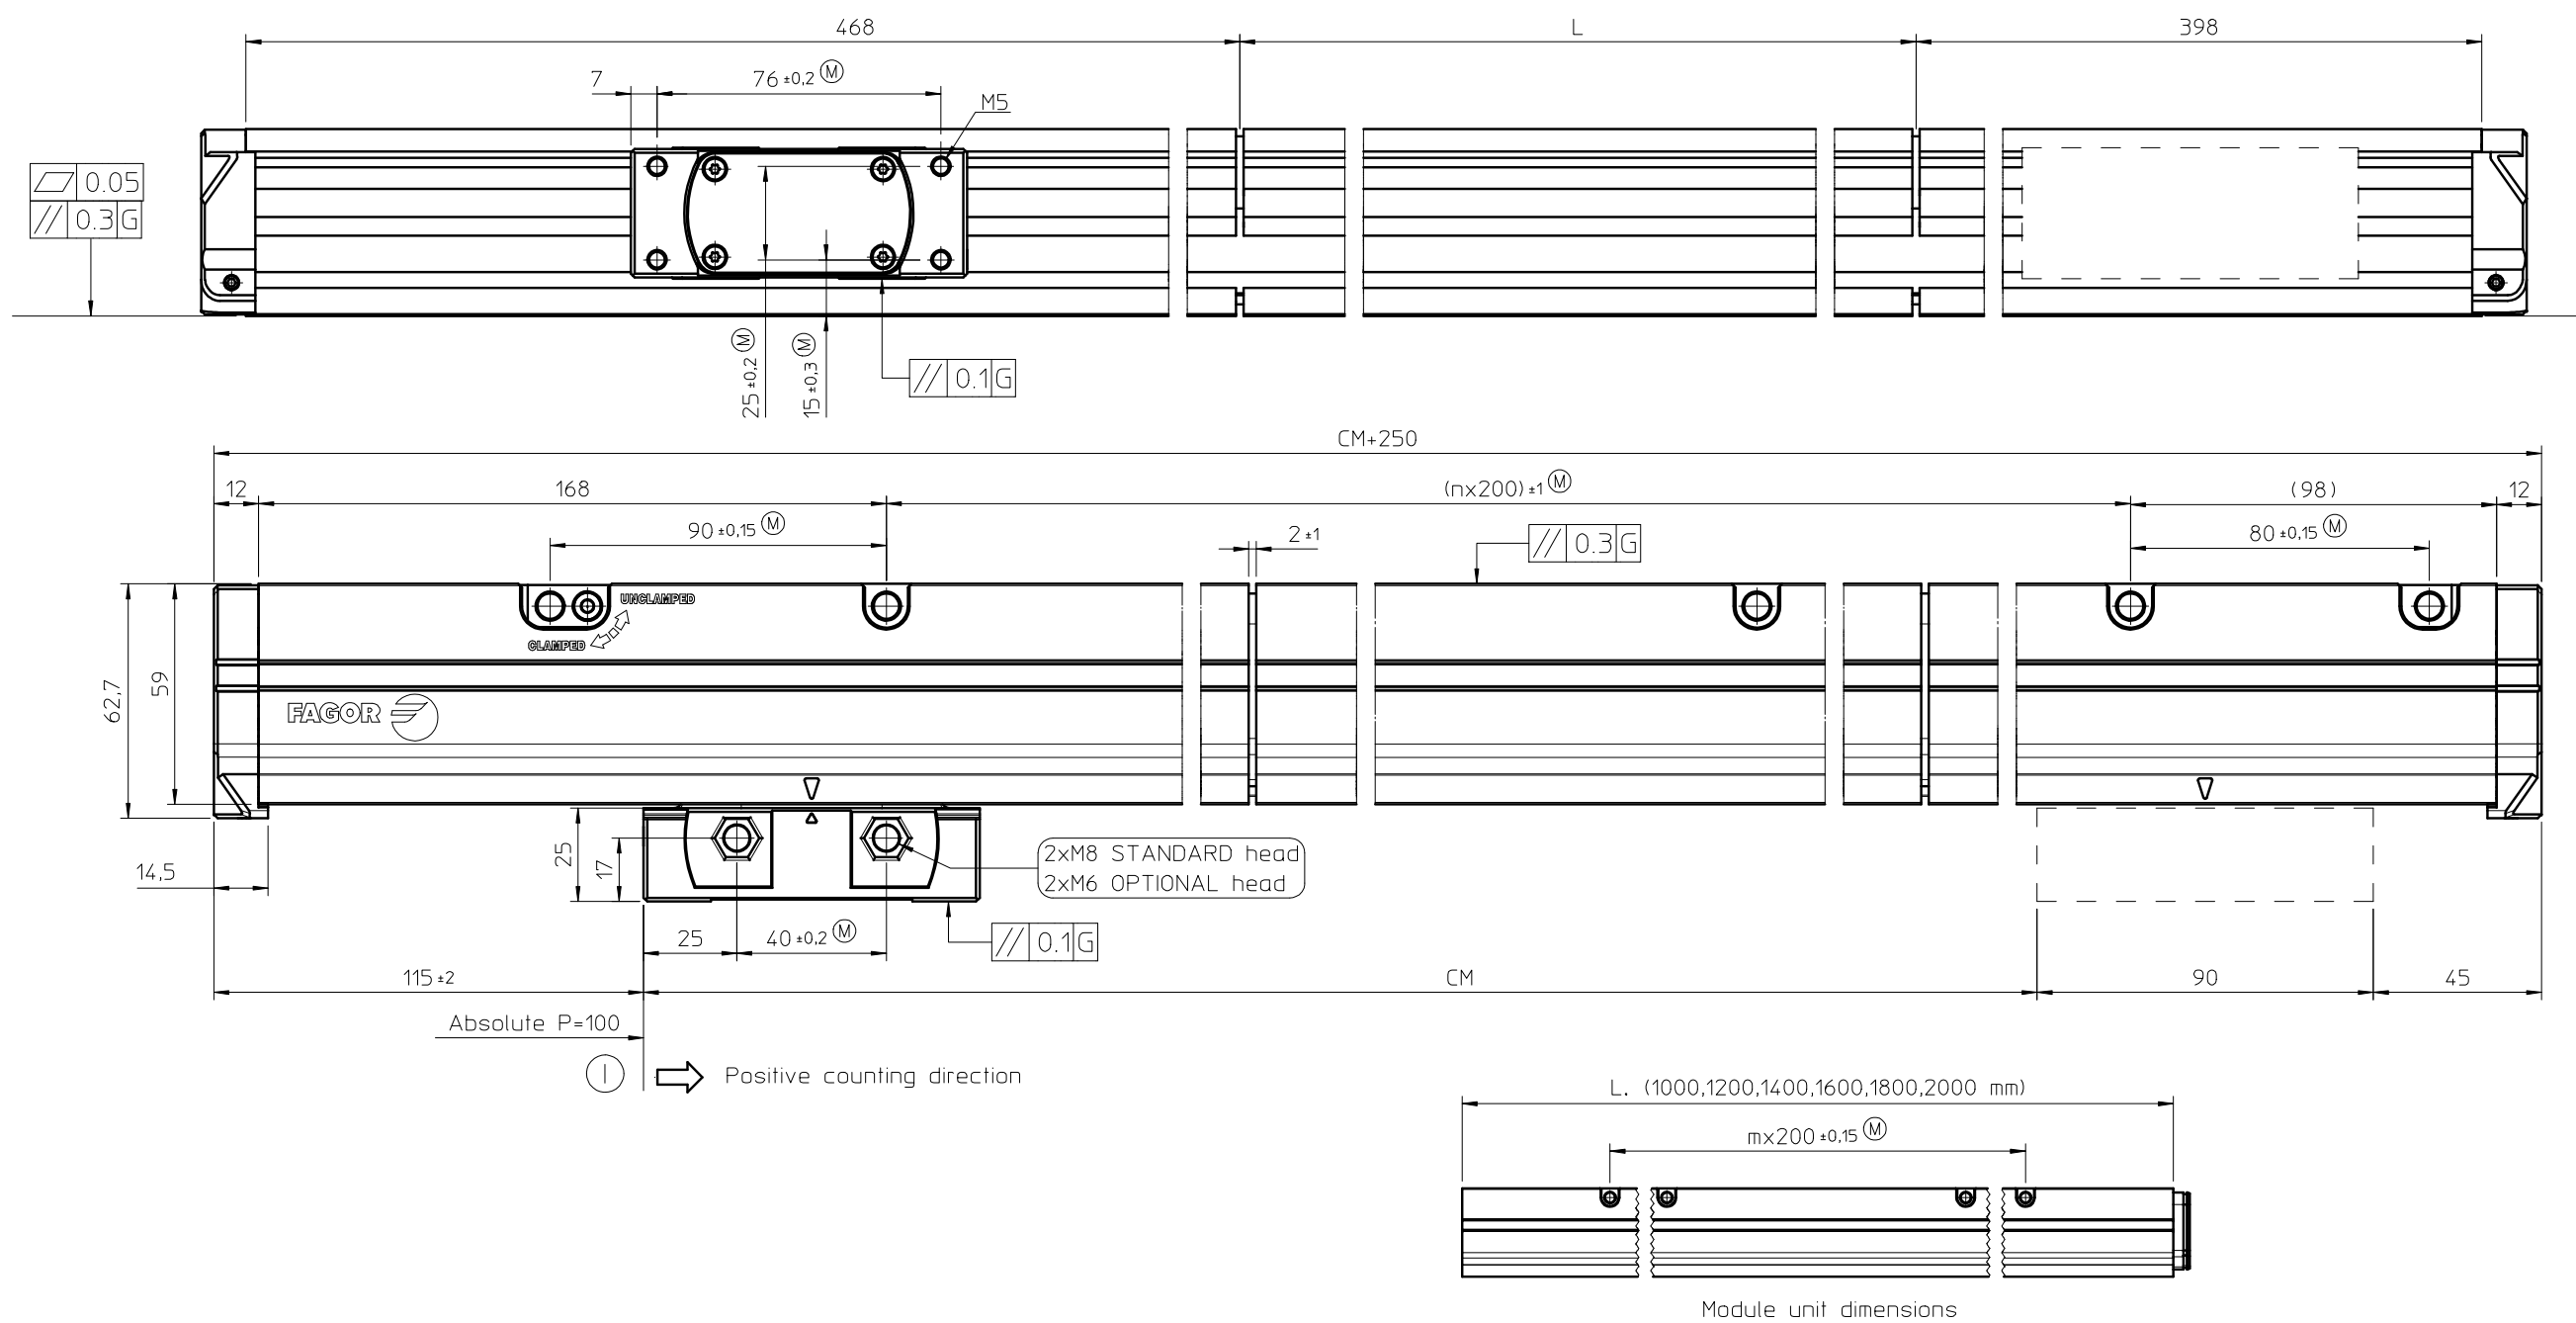 468
L
398
7
76 ±0,2 Ⓜ
M5
⏥ 0.05
// 0.3 G
25 ±0,2 Ⓜ
15 ±0,3 Ⓜ
// 0.1 G
CM+250
12
168
(nx200) ±1 Ⓜ
(98)
12
90 ±0,15 Ⓜ
2 ±1
// 0.3 G
80 ±0,15 Ⓜ
UNCLAMPED
CLAMPED
62,7
59
FAGOR
25
17
2xM8 STANDARD head
2xM6 OPTIONAL head
14,5
25
40 ±0,2 Ⓜ
// 0.1 G
115 ±2
CM
90
45
Absolute P=100
I
Positive counting direction
L. (1000,1200,1400,1600,1800,2000 mm)
mx200 ±0,15 Ⓜ
Module unit dimensions